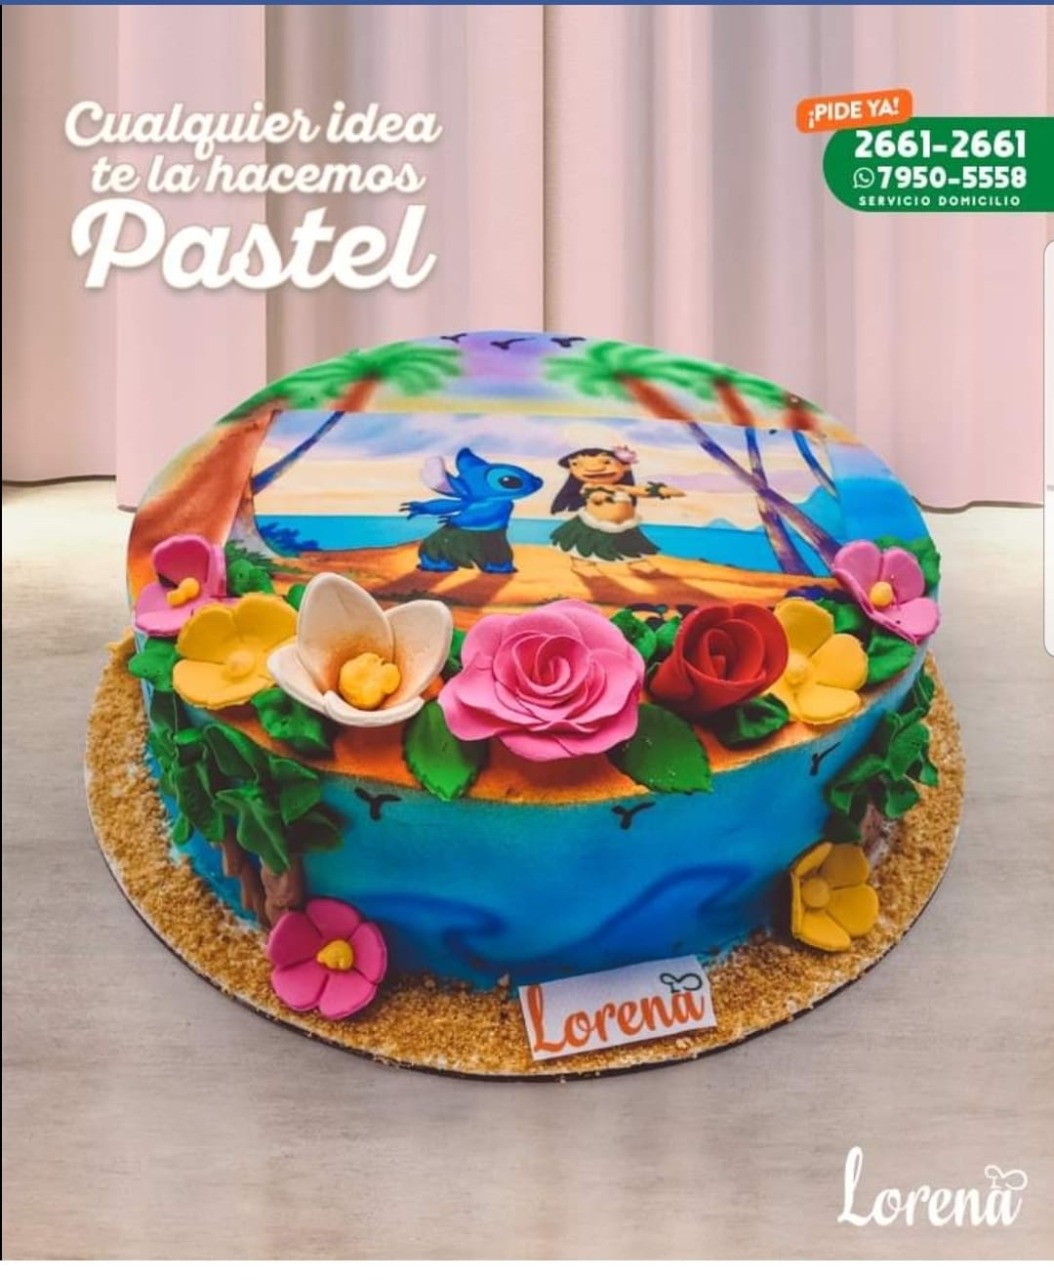 Cualquier idea
te la hacemos
Pastel
¡PIDE YA!
2661-2661
7950-5558
SERVICIO DOMICILIO
Lorena
Lorena